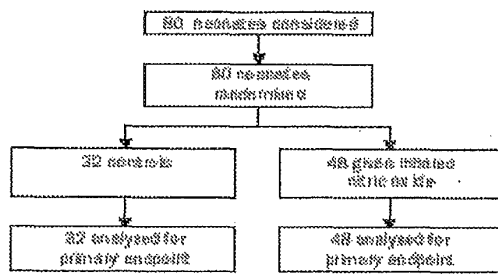 80 neonates considered
80 neonates
randomised
32 controls
48 given inhaled
nitric oxide
32 analysed for
primary endpoint
48 analysed for
primary endpoint